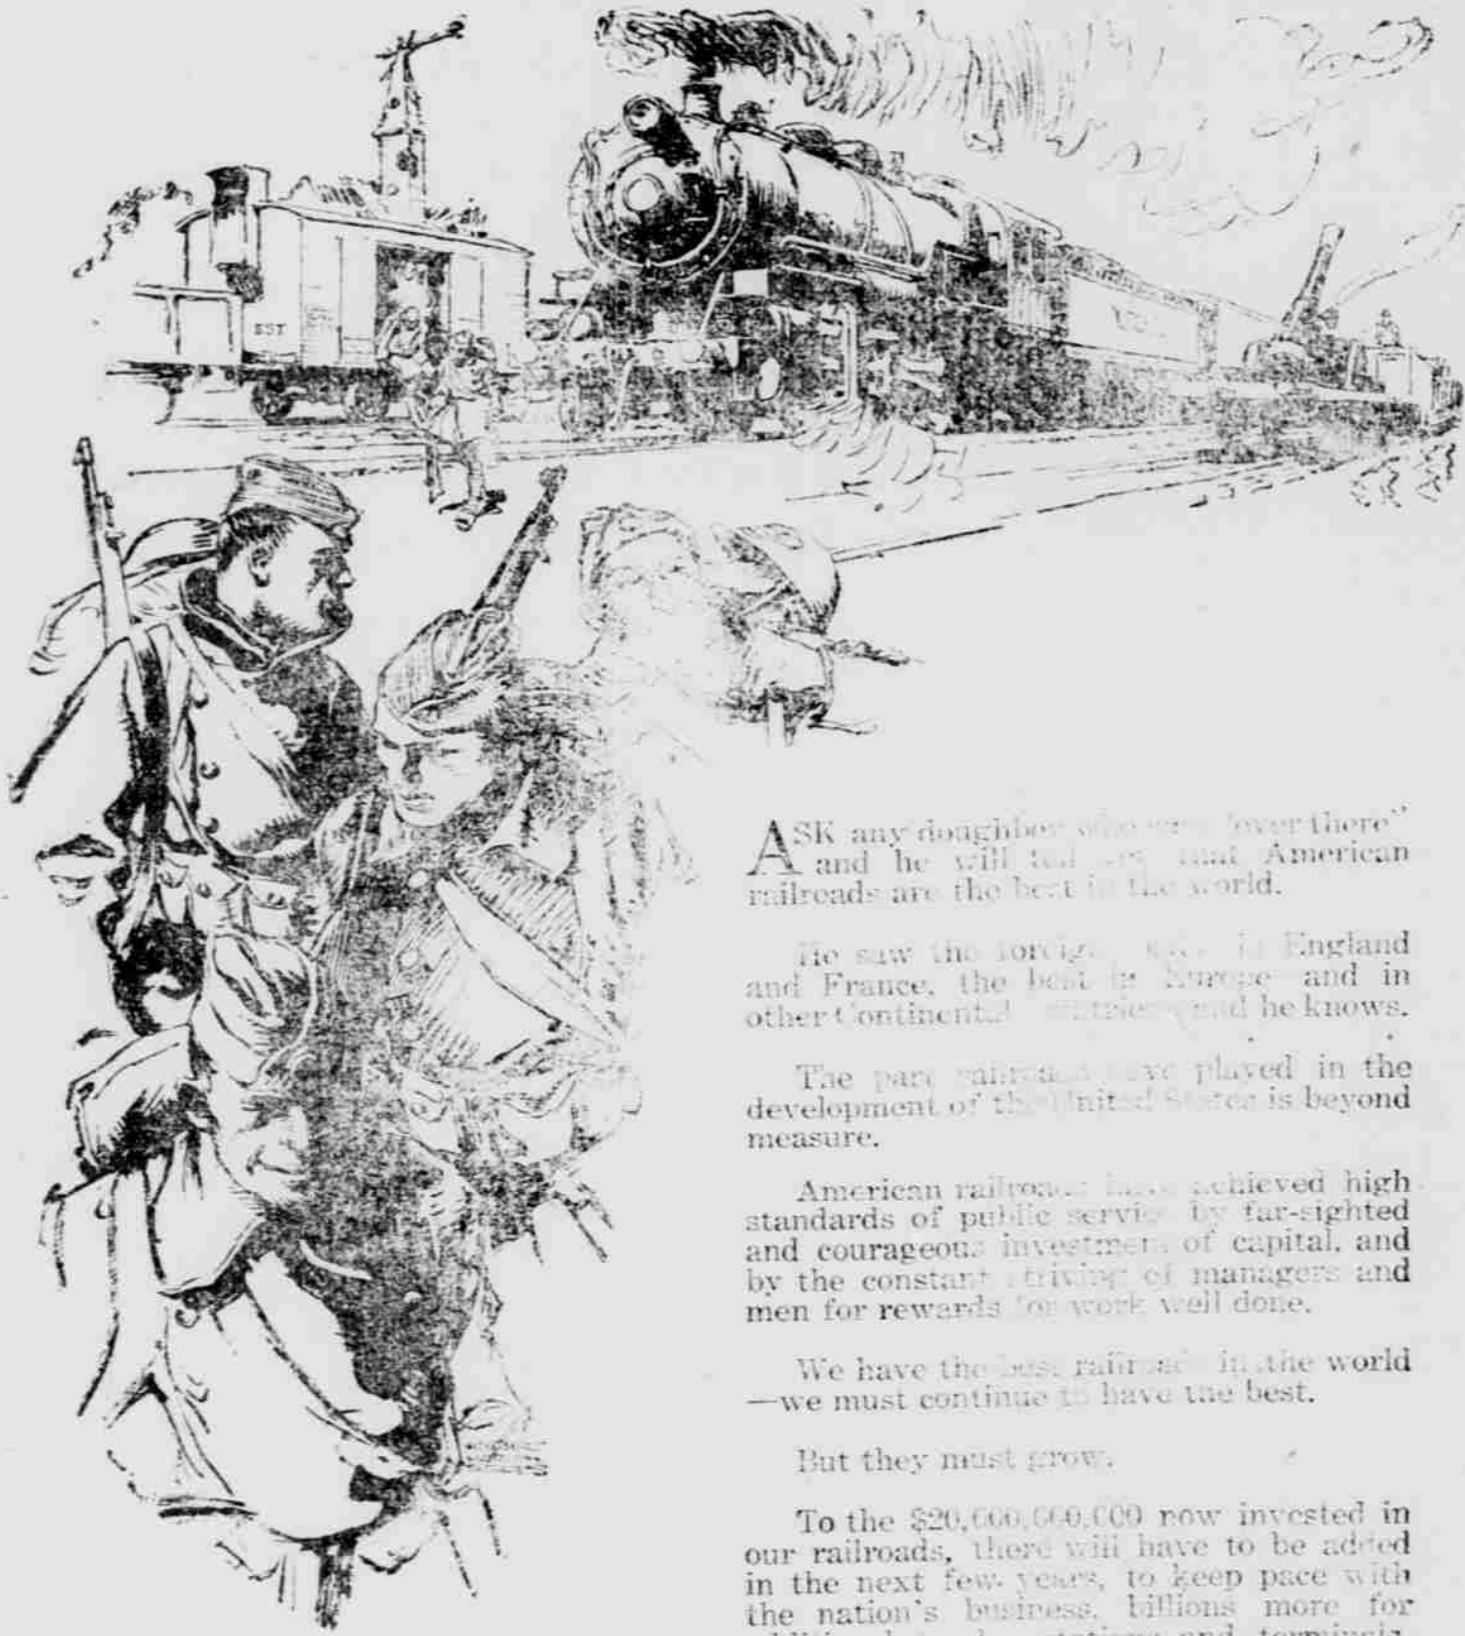 EST
ASK any doughboy who was "over there"
and he will tell you that American
railroads are the best in the world.
He saw the foreign in England
and France, the best in Europe and in
other Continental and he knows.
The part railroads have played in the
development of the United States is beyond
measure.
American railroads have achieved high
standards of public service by far-sighted
and courageous investment of capital, and
by the constant striving of managers and
men for rewards for work well done.
We have the best railroads in the world
—we must continue to have the best.
But they must grow.
To the $20,000,000,000 now invested in
our railroads, there will have to be added
in the next few years, to keep pace with
the nation's business, billions more for